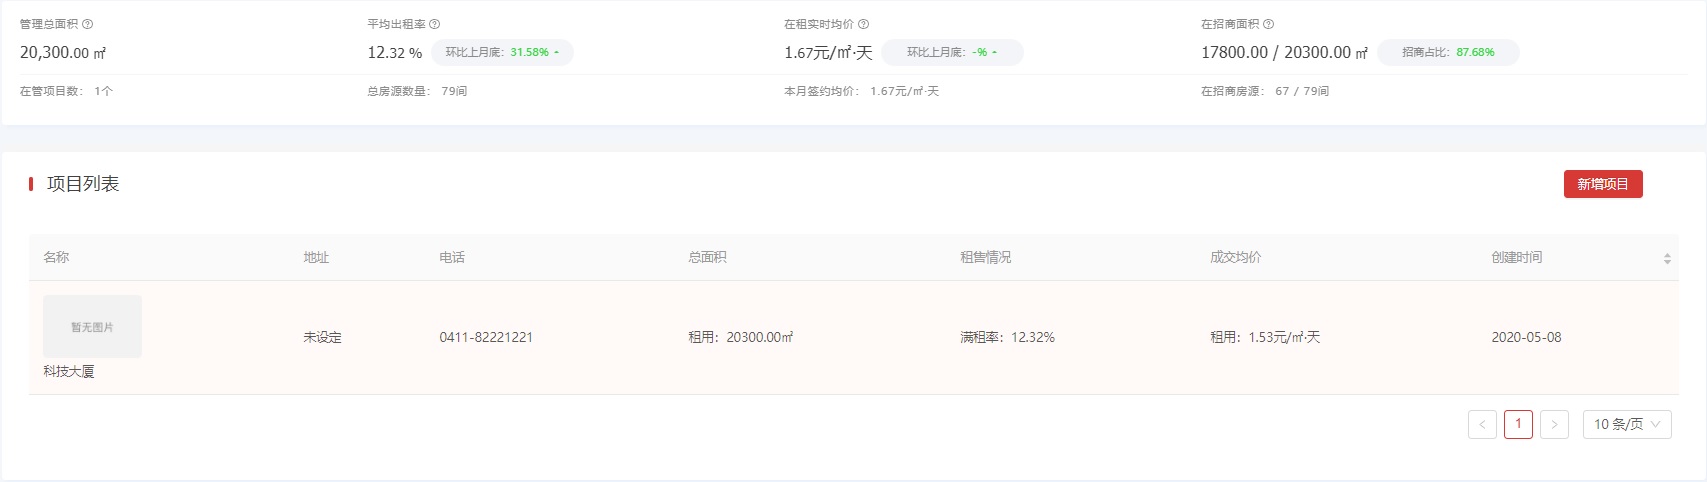 管理总面积 平均出租率 在租实时均价 在招商面积
20,300.00 ㎡ 12.32 % 环比上月底：31.58% 1.67元/㎡·天 环比上月底：-% 17800.00 / 20300.00 ㎡ 招商占比：87.68%
在管项目数： 1个 总房源数量： 79间 本月签约均价： 1.67元/㎡·天 在招商房源： 67 / 79间
项目列表 新增项目
名称 地址 电话 总面积 租售情况 成交均价 创建时间
暂无图片
未设定 0411-82221221 租用：20300.00㎡ 满租率：12.32% 租用：1.53元/㎡·天 2020-05-08
科技大厦
< 1 > 10 条/页